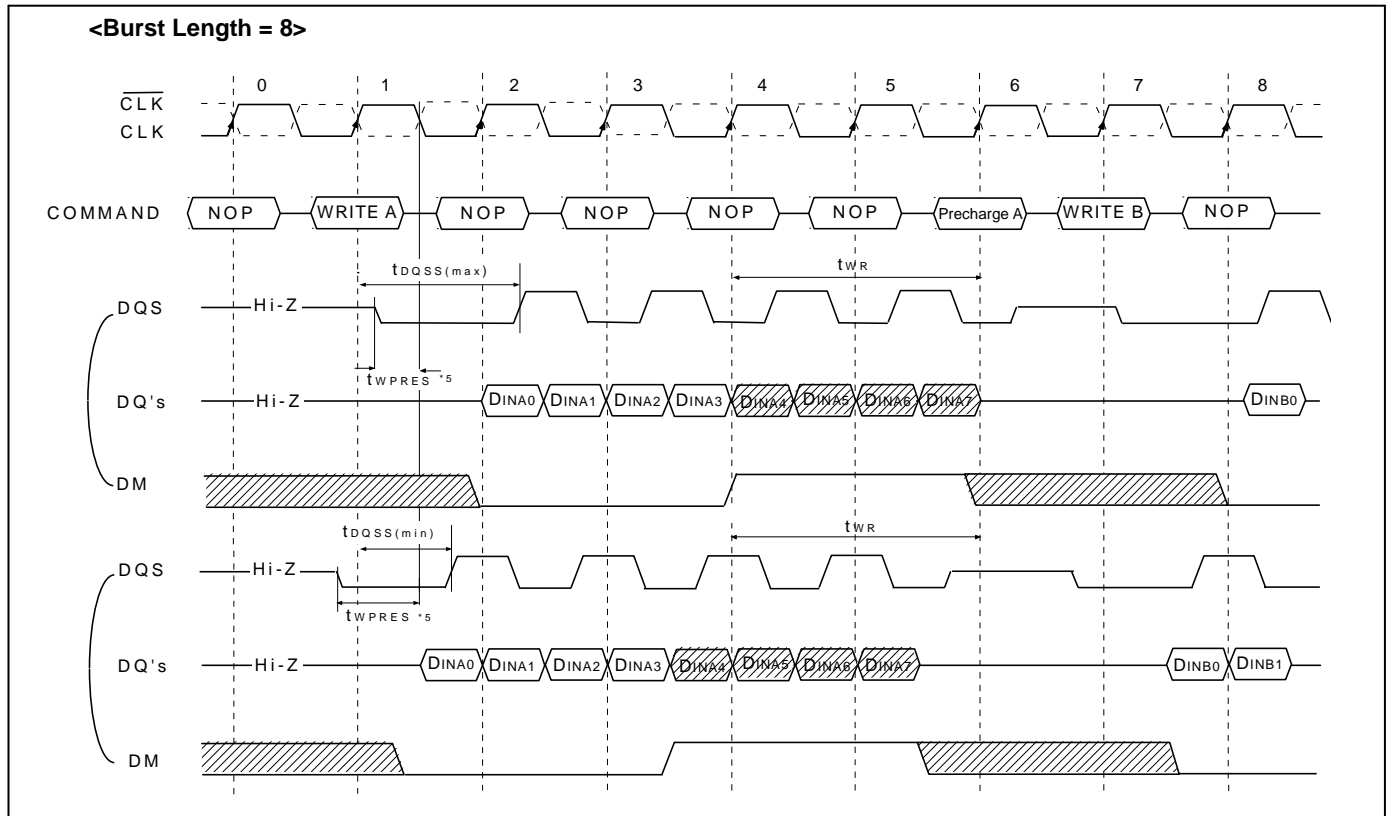 <Burst Length = 8>
0 1 2 3 4 5 6 7 8
CLK
CLK
COMMAND NOP WRITE A NOP NOP NOP NOP Precharge A WRITE B NOP
tDQSS(max) tWR
DQS Hi-Z
tWPRES *5
DQ's Hi-Z DINA0 DINA1 DINA2 DINA3 DINA4 DINA5 DINA6 DINA7 DINB0
DM
tDQSS(min) tWR
DQS Hi-Z
tWPRES *5
DQ's Hi-Z DINA0 DINA1 DINA2 DINA3 DINA4 DINA5 DINA6 DINA7 DINB0 DINB1
DM